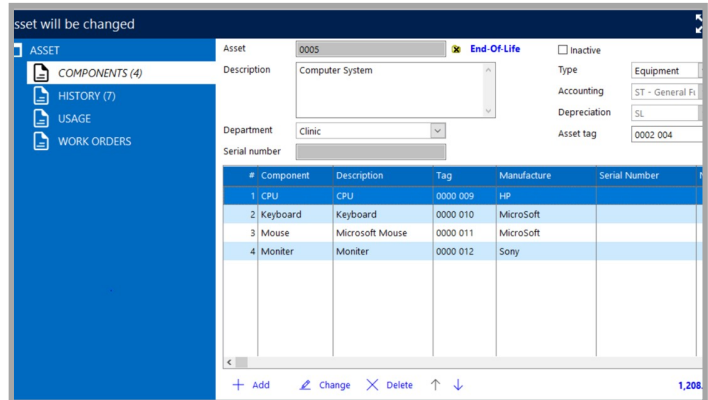 sset will be changed
ASSET
COMPONENTS (4)
HISTORY (7)
USAGE
WORK ORDERS
Asset 0005 End-Of-Life Inactive
Description Computer System Type Equipment
Accounting ST - General Fu
Depreciation SL
Department Clinic Asset tag 0002 004
Serial number
# Component Description Tag Manufacture Serial Number
1 CPU CPU 0000 009 HP
2 Keyboard Keyboard 0000 010 MicroSoft
3 Mouse Microsoft Mouse 0000 011 MicroSoft
4 Moniter Moniter 0000 012 Sony
Add Change Delete 1,208.